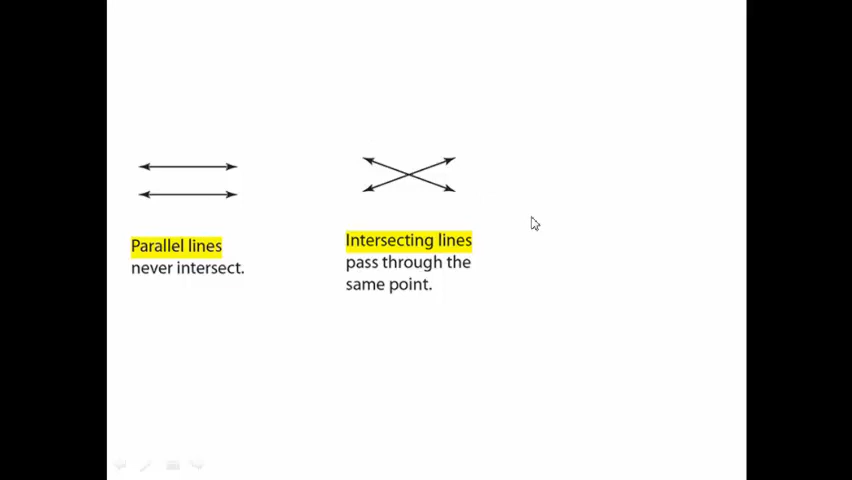 Parallel lines
never intersect.
Intersecting lines
pass through the
same point.